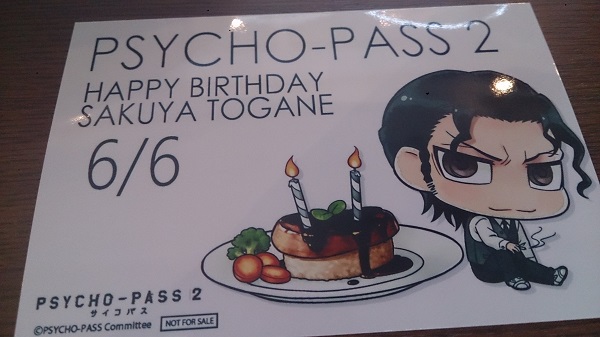 PSYCHO-PASS 2
HAPPY BIRTHDAY
SAKUYA TOGANE
6/6
PSYCHO-PASS 2
サイコパス
©PSYCHO-PASS Committee
NOT FOR SALE